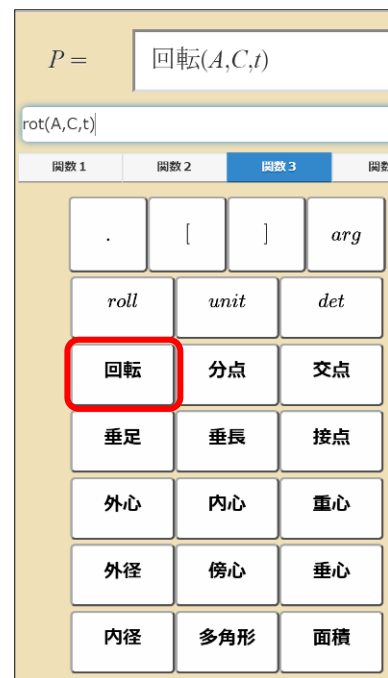 P = 回転(A,C,t)
rot(A,C,t)
関数1 関数2 関数3 関数
. [ ] arg
roll unit det
回転 分点 交点
垂足 垂長 接点
外心 内心 重心
外径 傍心 垂心
内径 多角形 面積